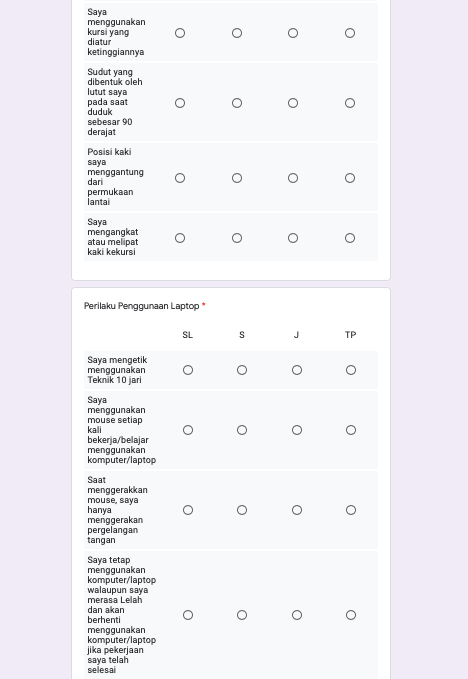 Saya
menggunakan
kursi yang
diatur
ketinggiannya
Sudut yang
dibentuk oleh
lutut saya
pada saat
duduk
sebesar 90
derajat
Posisi kaki
saya
menggantung
dari
permukaan
lantai
Saya
mengangkat
atau melipat
kaki kekursi
Perilaku Penggunaan Laptop *
SL S J TP
Saya mengetik
menggunakan
Teknik 10 jari
Saya
menggunakan
mouse setiap
kali
bekerja/belajar
menggunakan
komputer/laptop
Saat
menggerakkan
mouse, saya
hanya
menggerakan
pergelangan
tangan
Saya tetap
menggunakan
komputer/laptop
walaupun saya
merasa Lelah
dan akan
berhenti
menggunakan
komputer/laptop
jika pekerjaan
saya telah
selesai